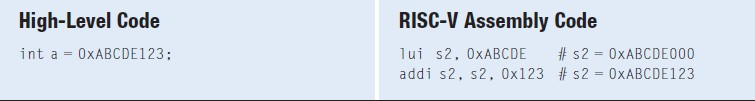 High-Level Code
int a = 0xABCDE123;
RISC-V Assembly Code
lui s2, 0xABCDE # s2 = 0xABCDE000
addi s2, s2, 0x123 # s2 = 0xABCDE123